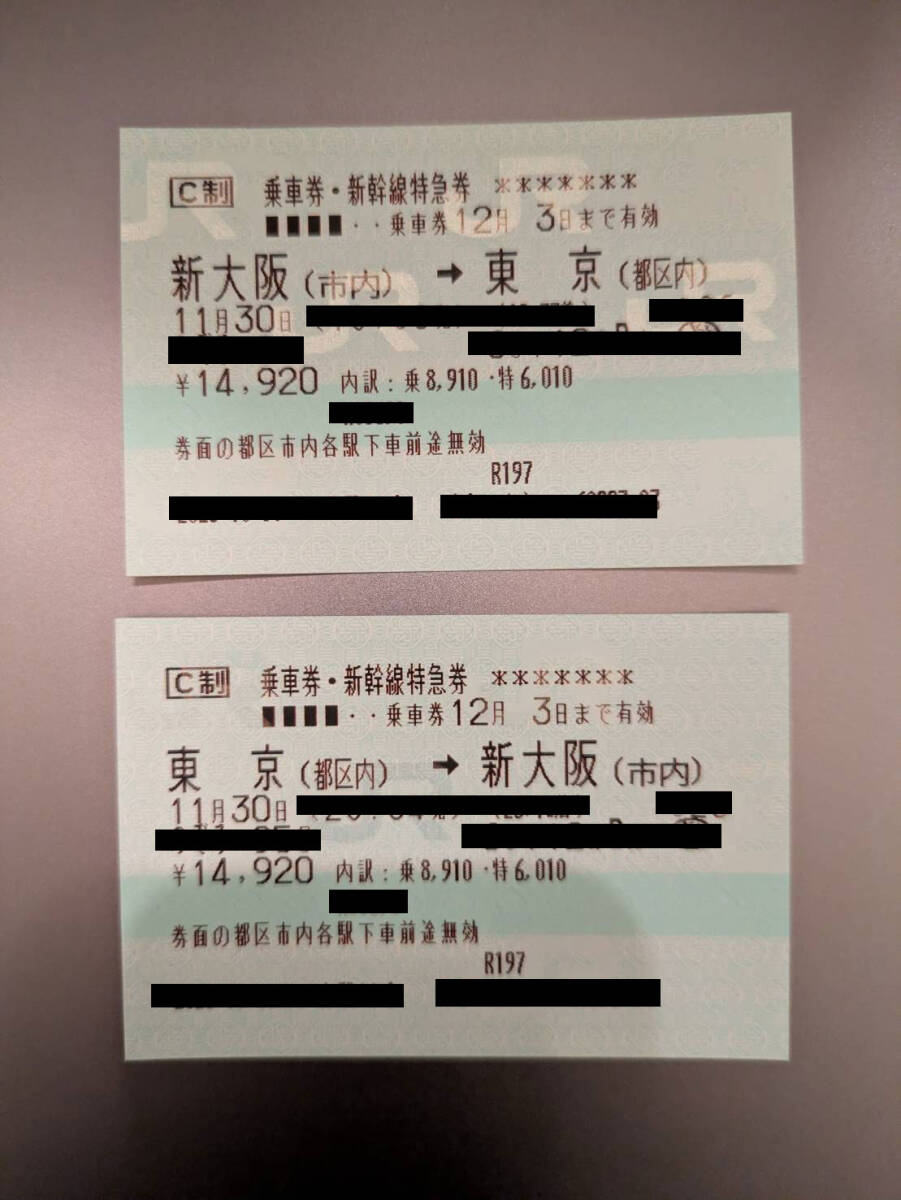 C制 乗車券・新幹線特急券 *******
■■■■・・乗車券12月 3日まで有効
新大阪(市内) → 東 京(都区内)
11月30日
¥14,920 内訳:乗8,910・特6,010
券面の都区市内各駅下車前途無効
R197
C制 乗車券・新幹線特急券 *******
■■■■・・乗車券12月 3日まで有効
東 京(都区内) → 新大阪(市内)
11月30日
¥14,920 内訳:乗8,910・特6,010
券面の都区市内各駅下車前途無効
R197